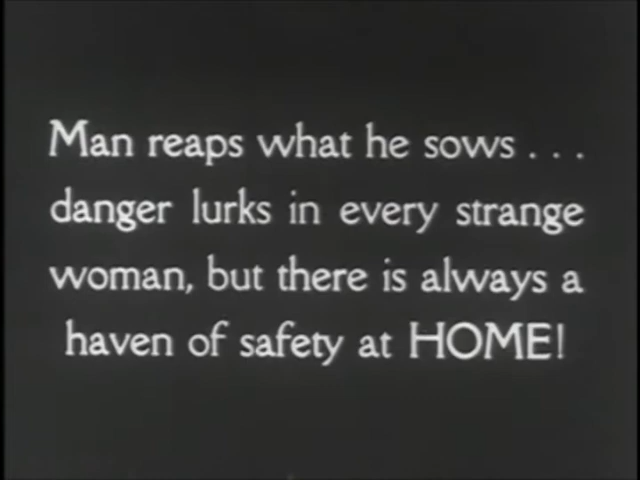 Man reaps what he sows . . .
danger lurks in every strange
woman, but there is always a
haven of safety at HOME!